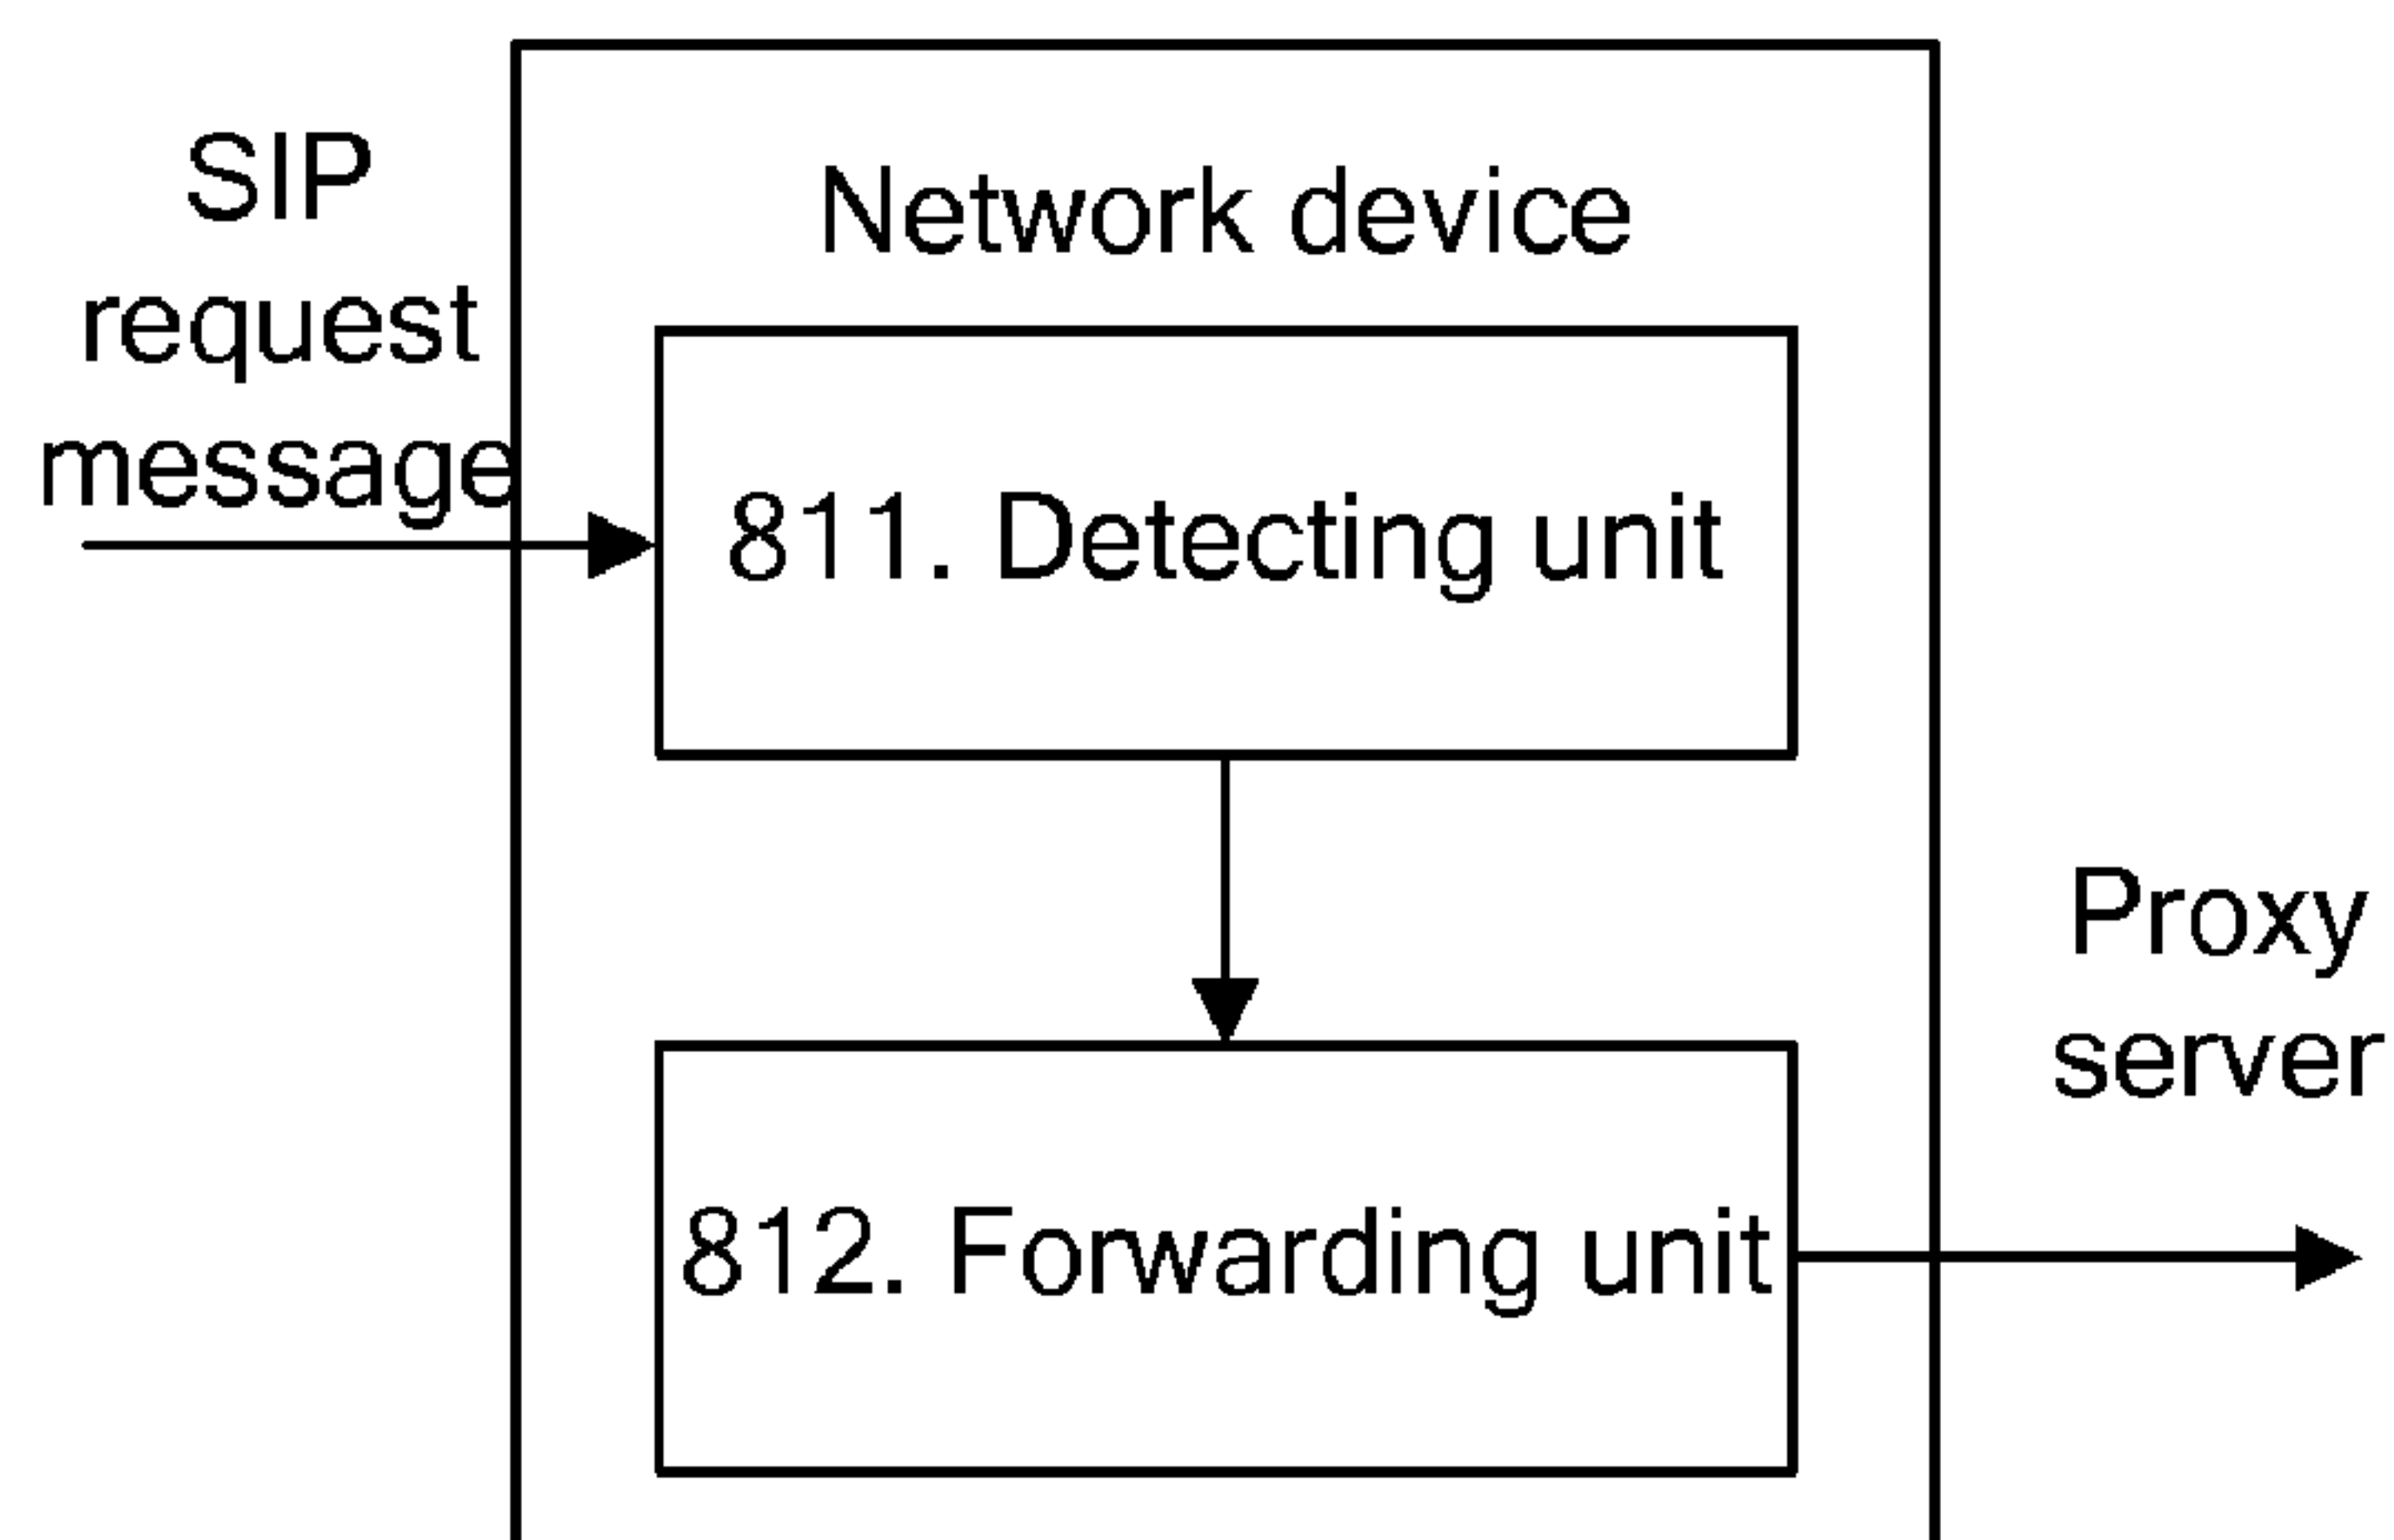 SIP
request
message
Network device
811. Detecting unit
812. Forwarding unit
Proxy
server